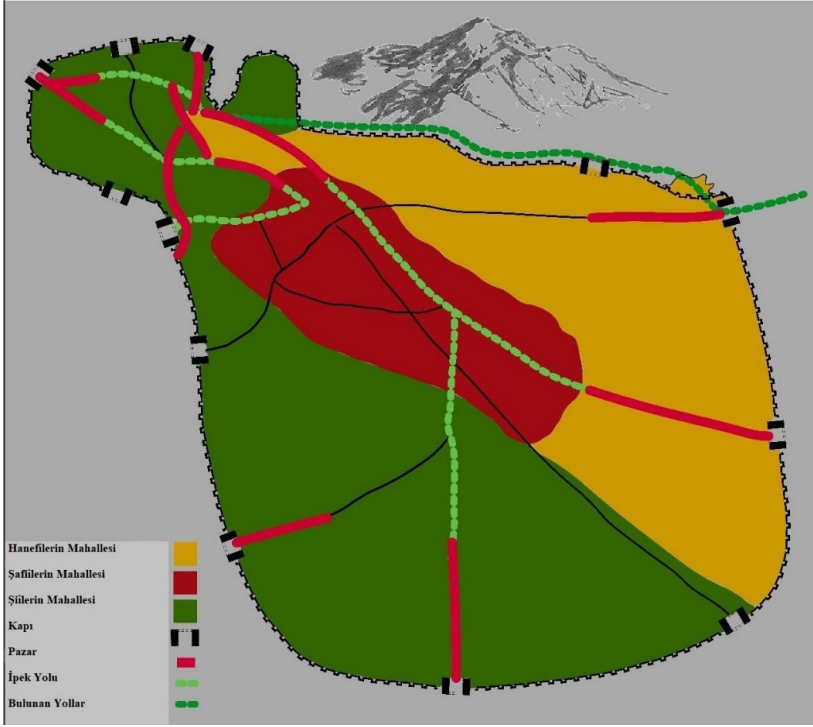 Hanefilerin Mahallesi
Şafiilerin Mahallesi
Şiilerin Mahallesi
Kapı
Pazar
İpek Yolu
Bulunan Yollar